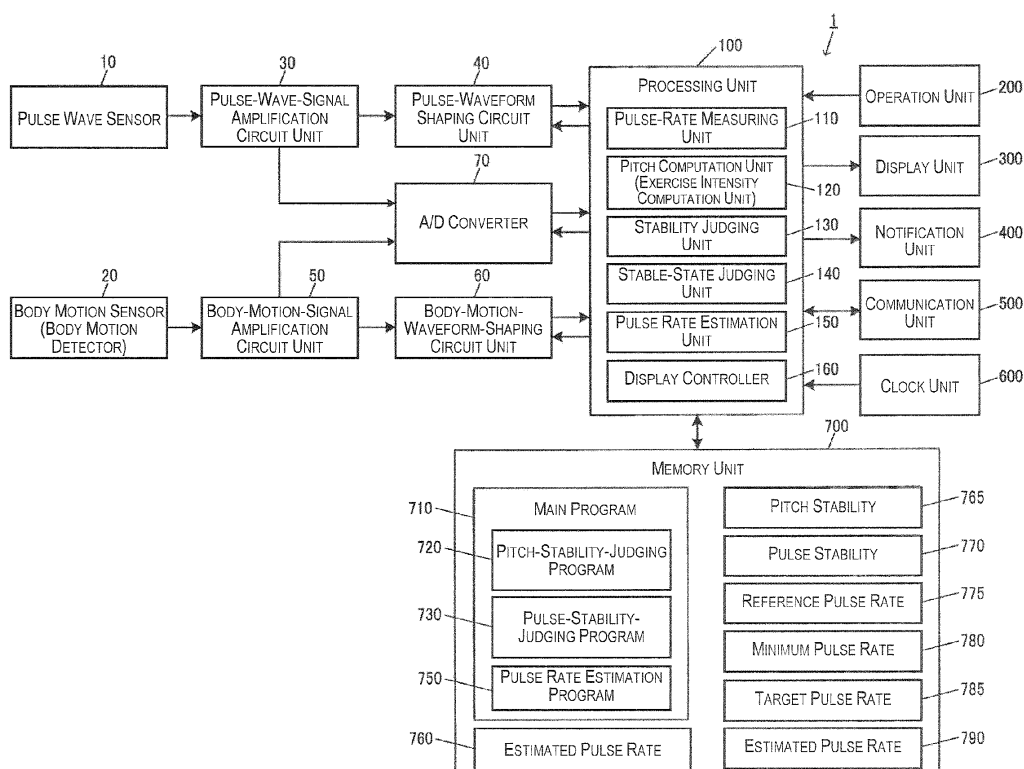 1
10
PULSE WAVE SENSOR
30
PULSE-WAVE-SIGNAL
AMPLIFICATION
CIRCUIT UNIT
40
PULSE-WAVEFORM
SHAPING CIRCUIT
UNIT
70
A/D CONVERTER
20
BODY MOTION SENSOR
(BODY MOTION
DETECTOR)
50
BODY-MOTION-SIGNAL
AMPLIFICATION
CIRCUIT UNIT
60
BODY-MOTION-
WAVEFORM-SHAPING
CIRCUIT UNIT
100
PROCESSING UNIT
PULSE-RATE MEASURING
UNIT
110
PITCH COMPUTATION UNIT
(EXERCISE INTENSITY
COMPUTATION UNIT)
120
STABILITY JUDGING
UNIT
130
STABLE-STATE JUDGING
UNIT
140
PULSE RATE ESTIMATION
UNIT
150
DISPLAY CONTROLLER
160
OPERATION UNIT
200
DISPLAY UNIT
300
NOTIFICATION
UNIT
400
COMMUNICATION
UNIT
500
CLOCK UNIT
600
700
MEMORY UNIT
710
MAIN PROGRAM
720
PITCH-STABILITY-JUDGING
PROGRAM
730
PULSE-STABILITY-
JUDGING PROGRAM
750
PULSE RATE ESTIMATION
PROGRAM
760
ESTIMATED PULSE RATE
PITCH STABILITY
765
PULSE STABILITY
770
REFERENCE PULSE RATE
775
MINIMUM PULSE RATE
780
TARGET PULSE RATE
785
ESTIMATED PULSE RATE
790